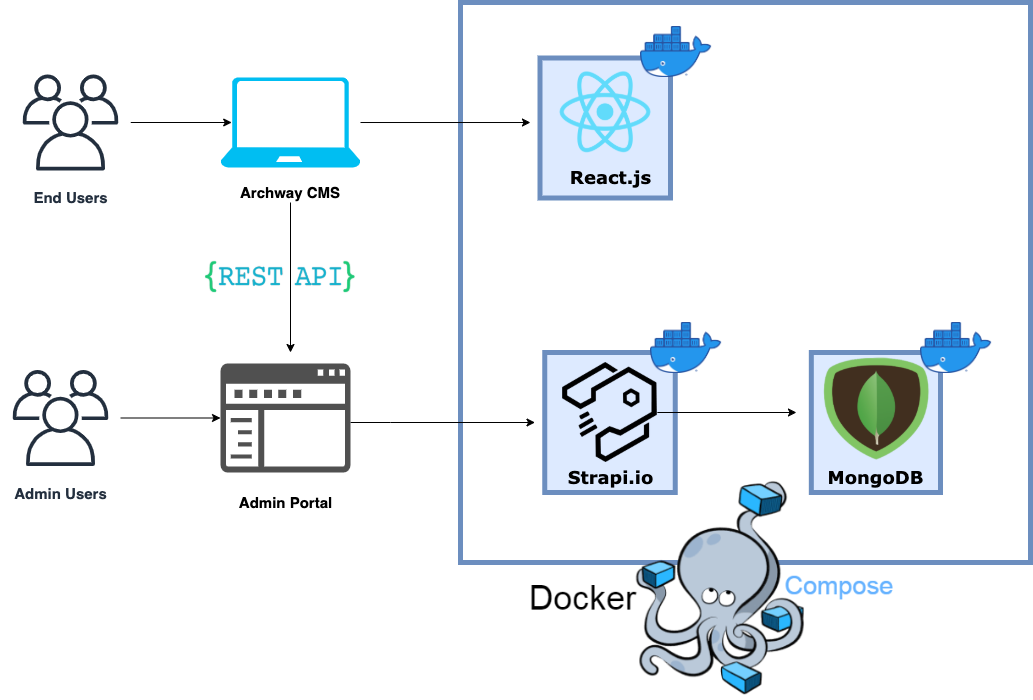 React.js
End Users
Archway CMS
{REST API}
Admin Users
Admin Portal
Strapi.io
MongoDB
Docker
Compose